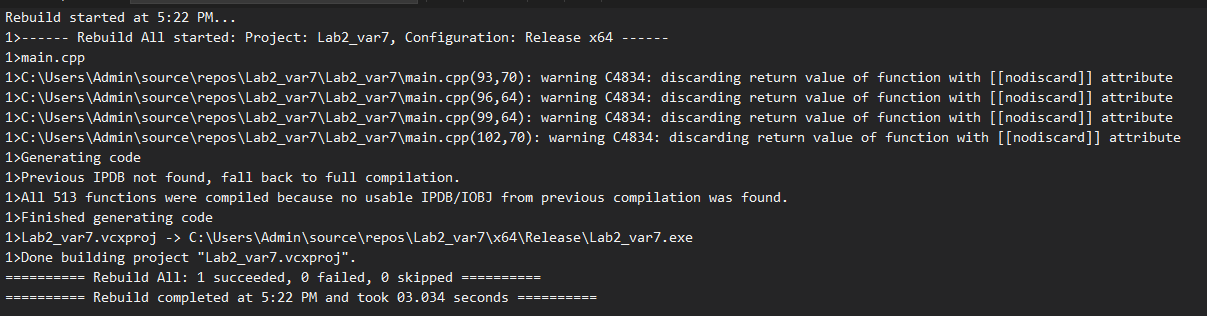 Rebuild started at 5:22 PM...
1>------ Rebuild All started: Project: Lab2_var7, Configuration: Release x64 ------
1>main.cpp
1>C:\Users\Admin\source\repos\Lab2_var7\Lab2_var7\main.cpp(93,70): warning C4834: discarding return value of function with [[nodiscard]] attribute
1>C:\Users\Admin\source\repos\Lab2_var7\Lab2_var7\main.cpp(96,64): warning C4834: discarding return value of function with [[nodiscard]] attribute
1>C:\Users\Admin\source\repos\Lab2_var7\Lab2_var7\main.cpp(99,64): warning C4834: discarding return value of function with [[nodiscard]] attribute
1>C:\Users\Admin\source\repos\Lab2_var7\Lab2_var7\main.cpp(102,70): warning C4834: discarding return value of function with [[nodiscard]] attribute
1>Generating code
1>Previous IPDB not found, fall back to full compilation.
1>All 513 functions were compiled because no usable IPDB/IOBJ from previous compilation was found.
1>Finished generating code
1>Lab2_var7.vcxproj -> C:\Users\Admin\source\repos\Lab2_var7\x64\Release\Lab2_var7.exe
1>Done building project "Lab2_var7.vcxproj".
========== Rebuild All: 1 succeeded, 0 failed, 0 skipped ==========
========== Rebuild completed at 5:22 PM and took 03.034 seconds ==========